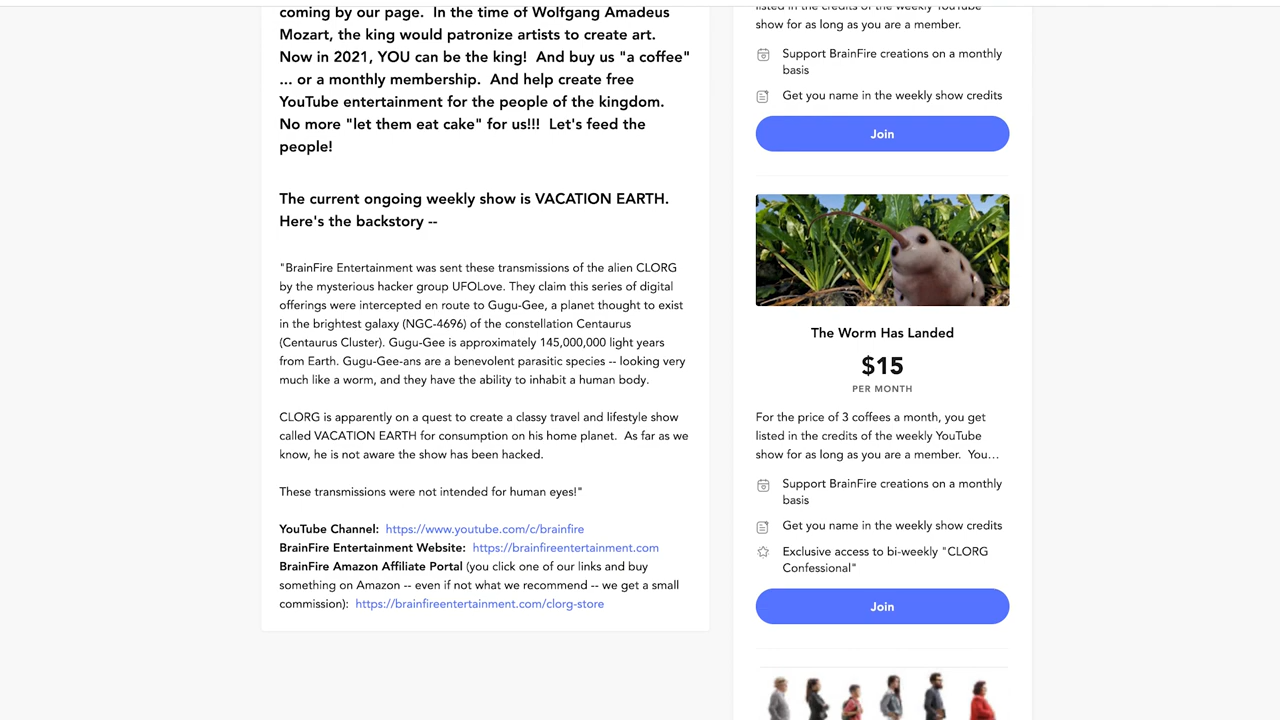 coming by our page.  In the time of Wolfgang Amadeus
Mozart, the king would patronize artists to create art.
Now in 2021, YOU can be the king!  And buy us "a coffee"
... or a monthly membership.  And help create free
YouTube entertainment for the people of the kingdom.
No more "let them eat cake" for us!!!  Let's feed the
people!
The current ongoing weekly show is VACATION EARTH.
Here's the backstory --
"BrainFire Entertainment was sent these transmissions of the alien CLORG
by the mysterious hacker group UFOLove. They claim this series of digital
offerings were intercepted en route to Gugu-Gee, a planet thought to exist
in the brightest galaxy (NGC-4696) of the constellation Centaurus
(Centaurus Cluster). Gugu-Gee is approximately 145,000,000 light years
from Earth. Gugu-Gee-ans are a benevolent parasitic species -- looking very
much like a worm, and they have the ability to inhabit a human body.
CLORG is apparently on a quest to create a classy travel and lifestyle show
called VACATION EARTH for consumption on his home planet.  As far as we
know, he is not aware the show has been hacked.
These transmissions were not intended for human eyes!"
YouTube Channel:  https://www.youtube.com/c/brainfire
BrainFire Entertainment Website:  https://brainfireentertainment.com
BrainFire Amazon Affiliate Portal (you click one of our links and buy
something on Amazon -- even if not what we recommend -- we get a small
commission):  https://brainfireentertainment.com/clorg-store
listed in the credits of the weekly YouTube
show for as long as you are a member.
Support BrainFire creations on a monthly
basis
Get you name in the weekly show credits
Join
The Worm Has Landed
$15
PER MONTH
For the price of 3 coffees a month, you get
listed in the credits of the weekly YouTube
show for as long as you are a member.  You...
Support BrainFire creations on a monthly
basis
Get you name in the weekly show credits
Exclusive access to bi-weekly "CLORG
Confessional"
Join